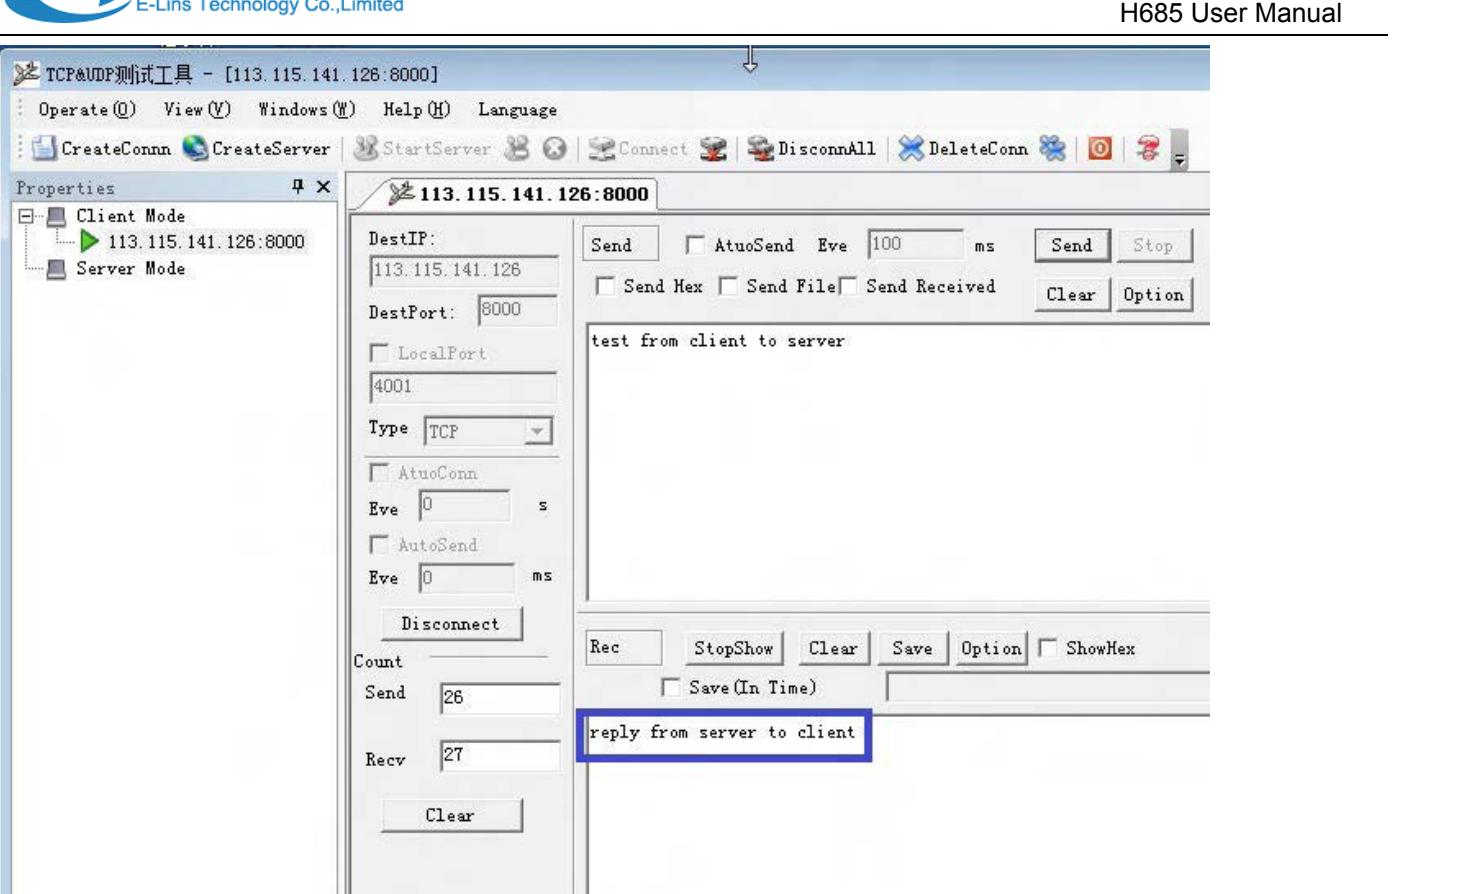 E-Lins Technology Co.,Limited
H685 User Manual
TCP&UDP测试工具 - [113.115.141.126:8000]
Operate(O) View(V) Windows(W) Help(H) Language
CreateConnn CreateServer StartServer Connect DisconnAll DeleteConn
Properties
113.115.141.126:8000
Client Mode
113.115.141.126:8000
Server Mode
DestIP:
113.115.141.126
DestPort: 8000
LocalPort
4001
Type TCP
AtuoConn
Eve 0 s
AutoSend
Eve 0 ms
Disconnect
Count
Send 26
Recv 27
Clear
Send AtuoSend Eve 100 ms Send Stop
Send Hex Send File Send Received Clear Option
test from client to server
Rec StopShow Clear Save Option ShowHex
Save(In Time)
reply from server to client